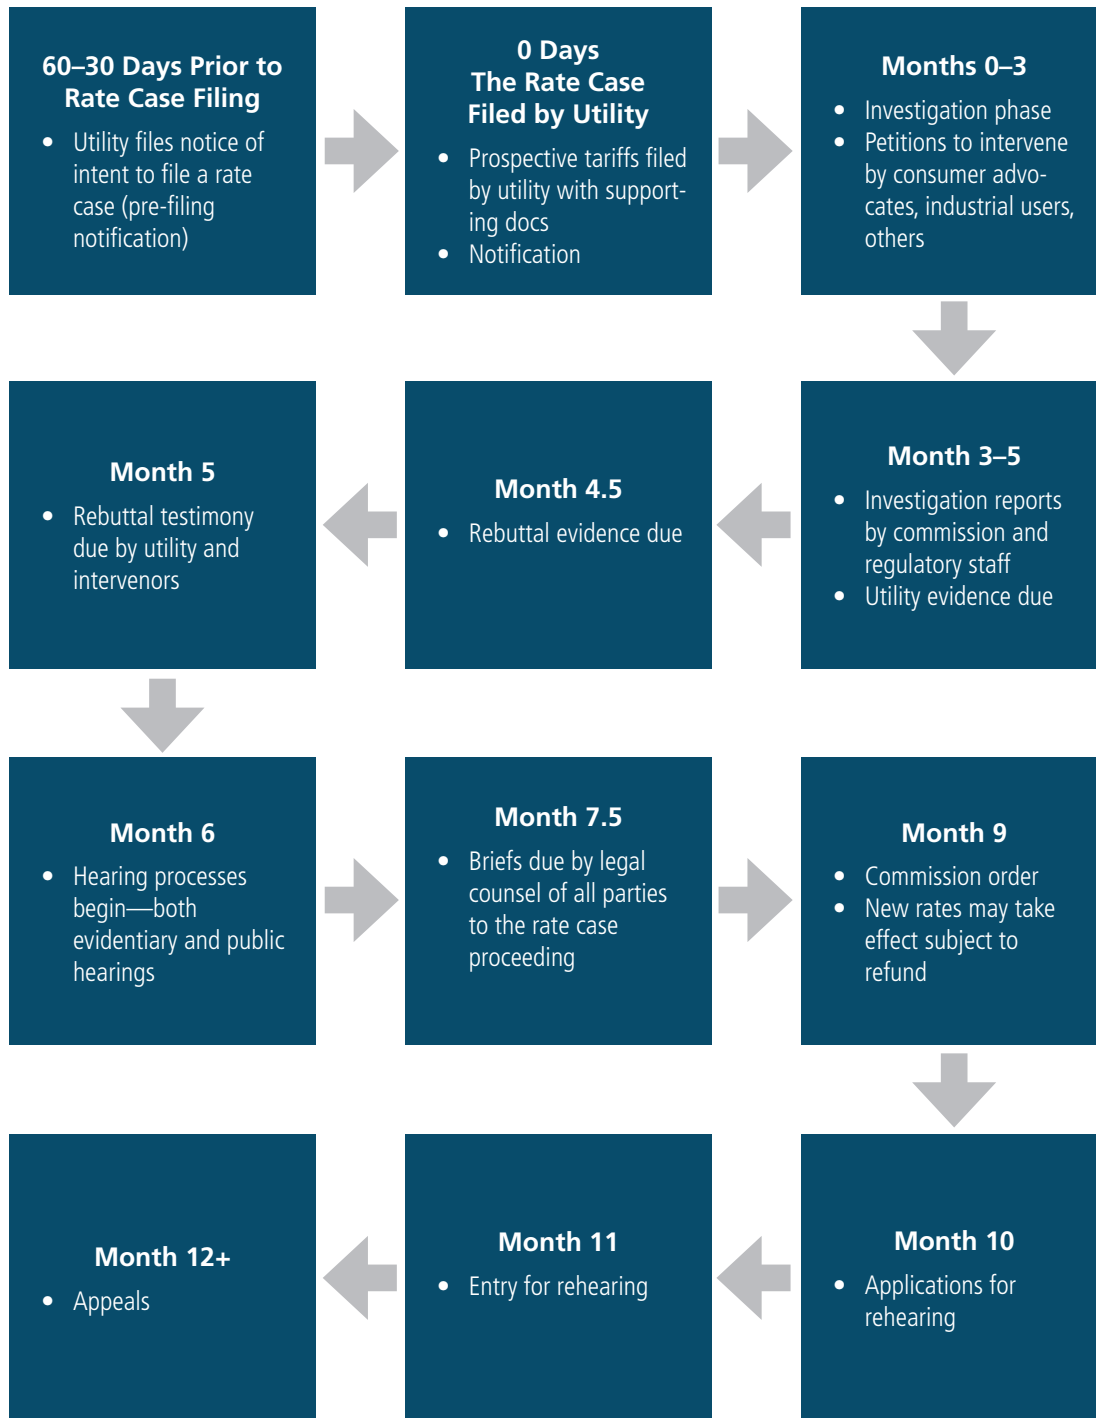 60–30 Days Prior to
Rate Case Filing
• Utility files notice of
intent to file a rate
case (pre-filing
notification)
0 Days
The Rate Case
Filed by Utility
• Prospective tariffs filed
by utility with support-
ing docs
• Notification
Months 0–3
• Investigation phase
• Petitions to intervene
by consumer advo-
cates, industrial users,
others
Month 3–5
• Investigation reports
by commission and
regulatory staff
• Utility evidence due
Month 4.5
• Rebuttal evidence due
Month 5
• Rebuttal testimony
due by utility and
intervenors
Month 6
• Hearing processes
begin—both
evidentiary and public
hearings
Month 7.5
• Briefs due by legal
counsel of all parties
to the rate case
proceeding
Month 9
• Commission order
• New rates may take
effect subject to
refund
Month 10
• Applications for
rehearing
Month 11
• Entry for rehearing
Month 12+
• Appeals